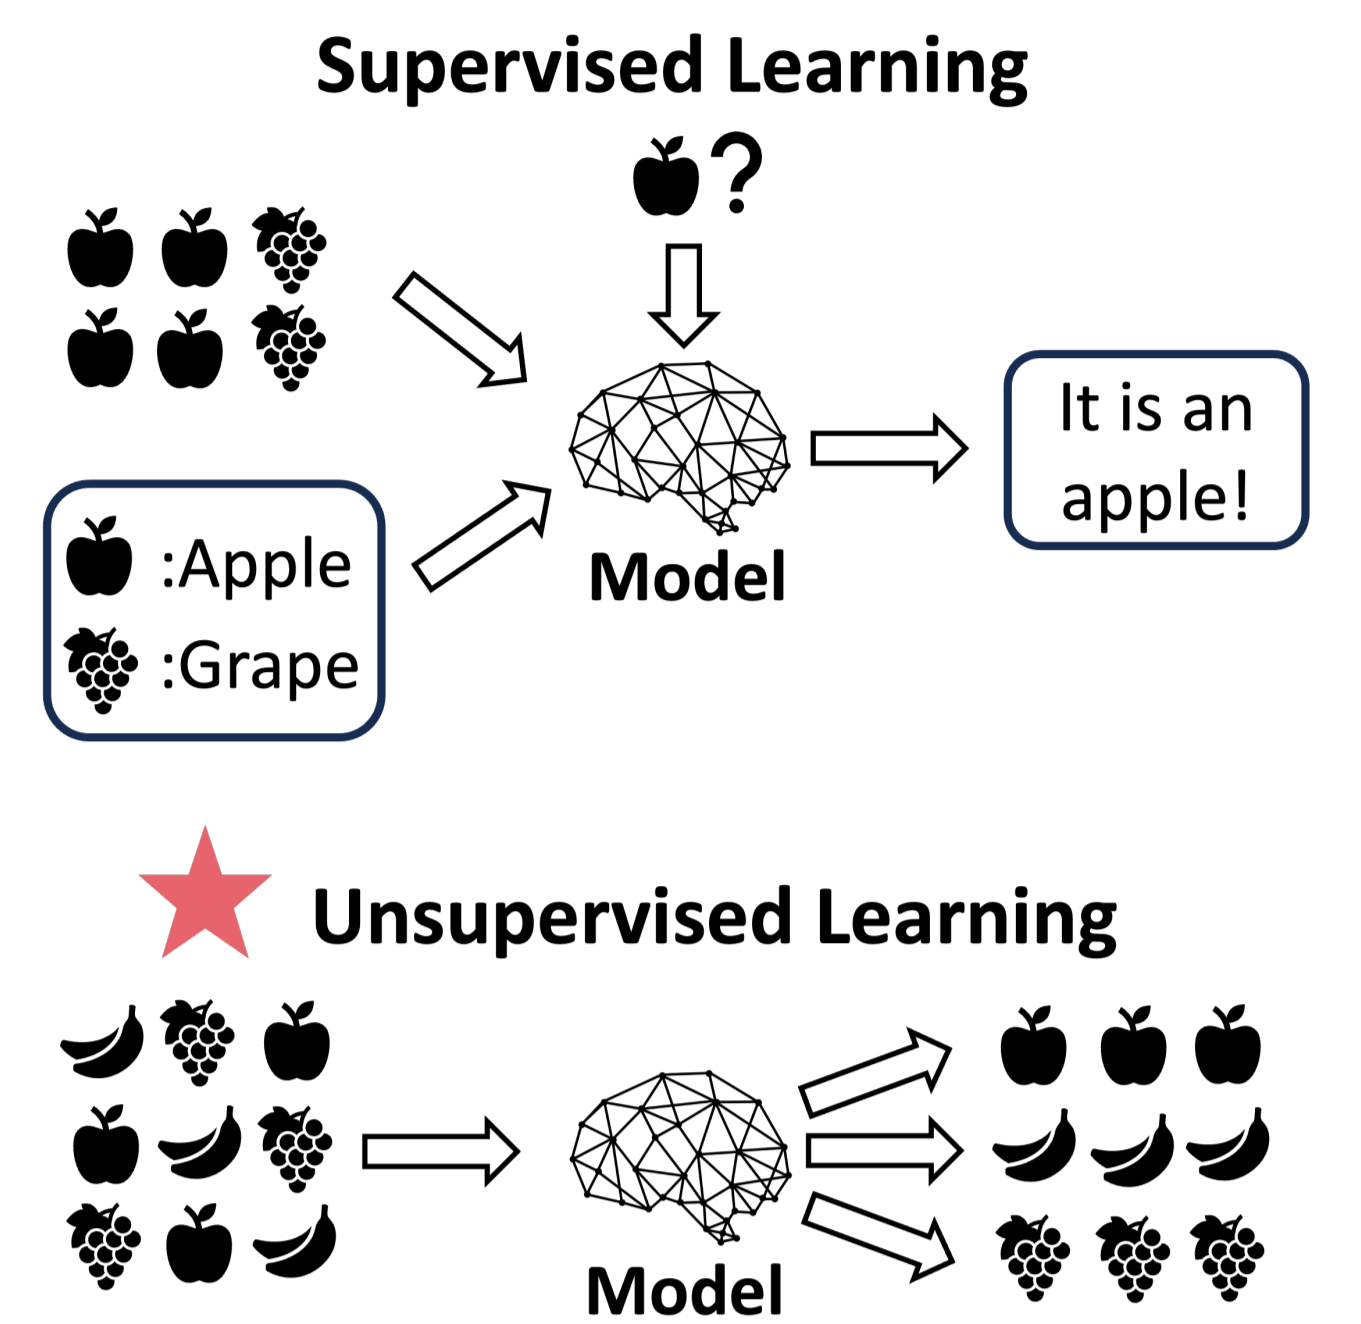 Supervised Learning
?
:Apple
:Grape
Model
It is an
apple!
Unsupervised Learning
Model